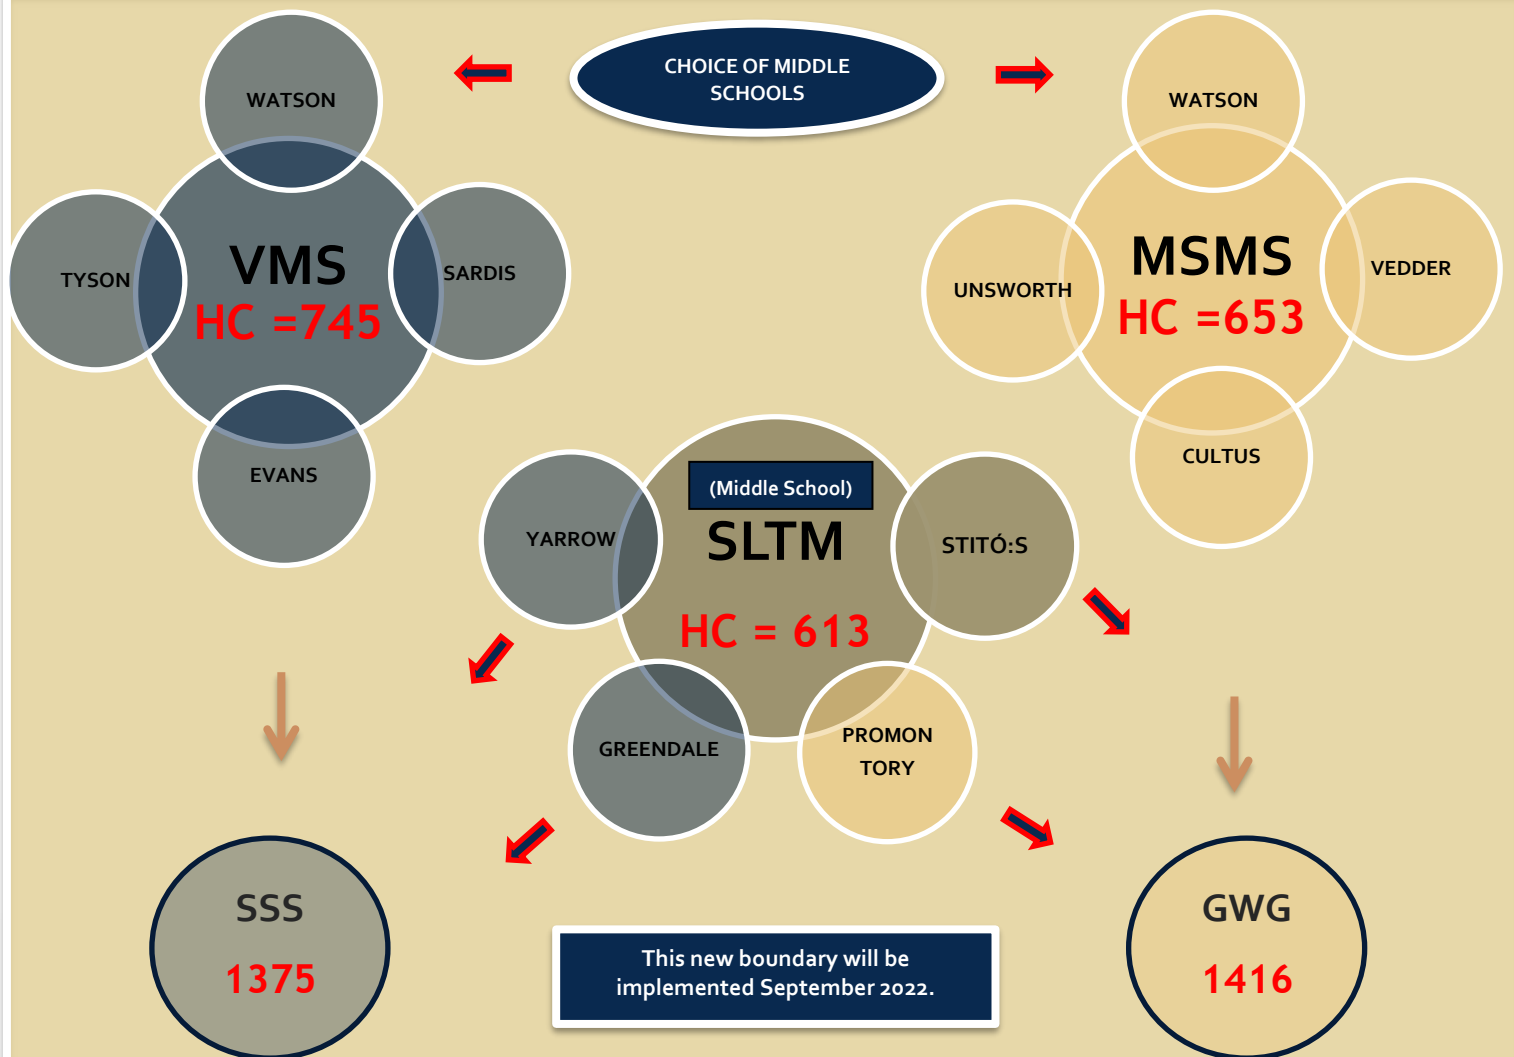 CHOICE OF MIDDLE
SCHOOLS
WATSON
TYSON
VMS
HC =745
SARDIS
EVANS
WATSON
UNSWORTH
MSMS
HC =653
VEDDER
CULTUS
(Middle School)
YARROW
SLTM
STITÓ:S
HC = 613
GREENDALE
PROMON
TORY
SSS
1375
This new boundary will be
implemented September 2022.
GWG
1416